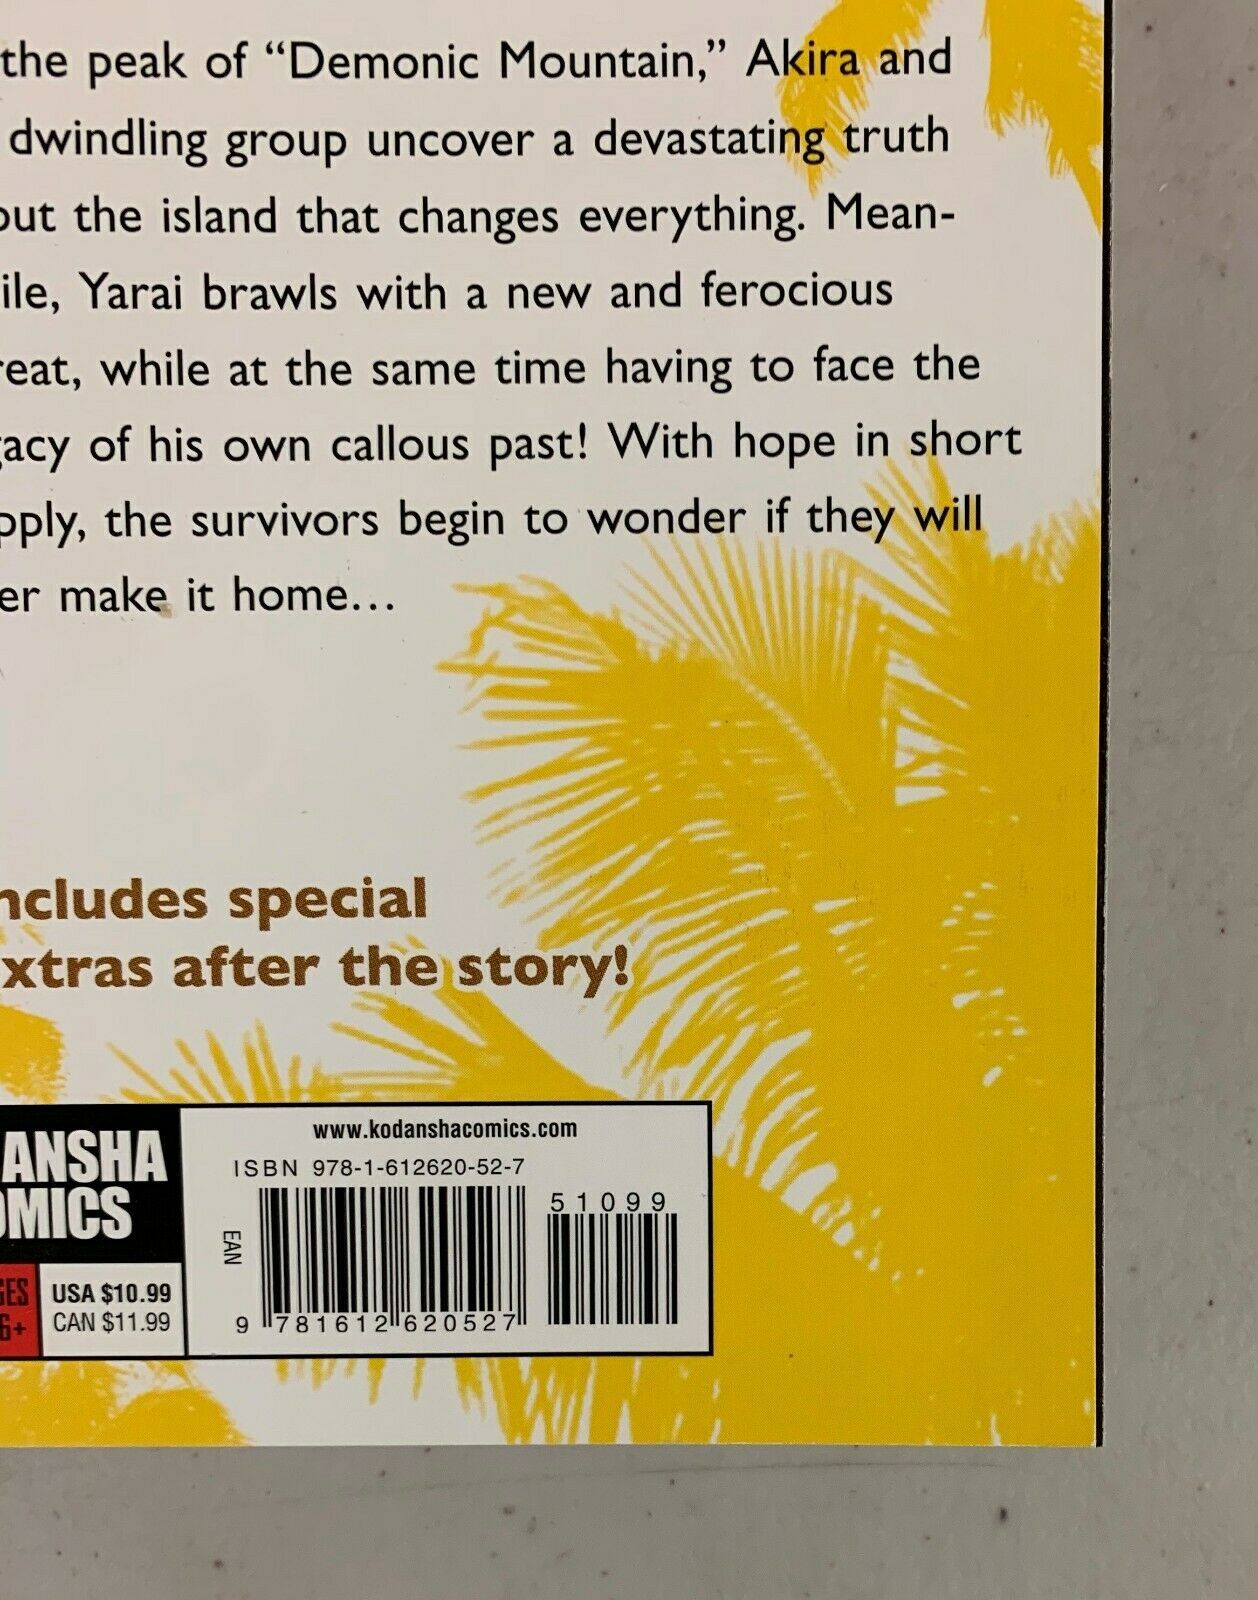 the peak of “Demonic Mountain,” Akira and
dwindling group uncover a devastating truth
out the island that changes everything. Mean-
ile, Yarai brawls with a new and ferocious
reat, while at the same time having to face the
gacy of his own callous past! With hope in short
pply, the survivors begin to wonder if they will
er make it home…
ncludes special
xtras after the story!
ANSHA
OMICS
GES
6+
USA $10.99
CAN $11.99
www.kodanshacomics.com
ISBN 978-1-612620-52-7
EAN
51099
9 781612 620527